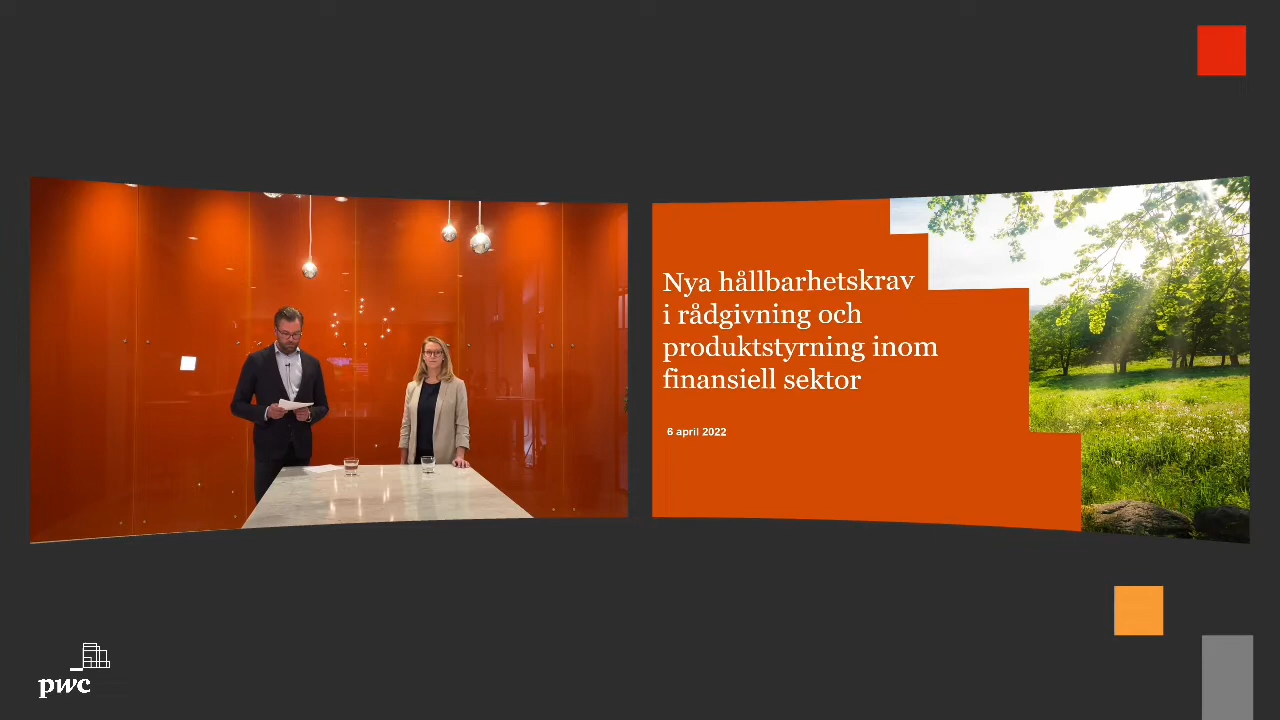 Nya hållbarhetskrav
i rådgivning och
produktstyrning inom
finansiell sektor
6 april 2022
pwc